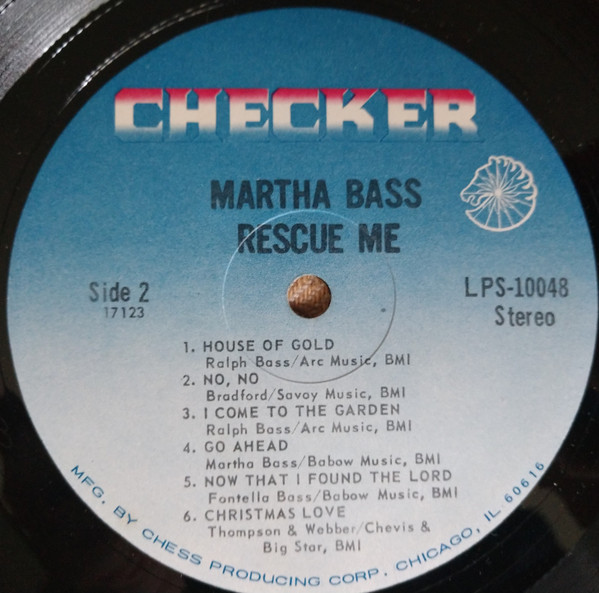 CHECKER
MARTHA BASS
RESCUE ME
Side 2
17123
LPS-10048
Stereo
1. HOUSE OF GOLD
Ralph Bass/Arc Music, BMI
2. NO, NO
Bradford/Savoy Music, BMI
3. I COME TO THE GARDEN
Ralph Bass/Arc Music, BMI
4. GO AHEAD
Martha Bass/Babow Music, BMI
5. NOW THAT I FOUND THE LORD
Fontella Bass/Babow Music, BMI
6. CHRISTMAS LOVE
Thompson & Webber/Chevis &
Big Star, BMI
MFG. BY CHESS PRODUCING CORP. CHICAGO, IL 60616